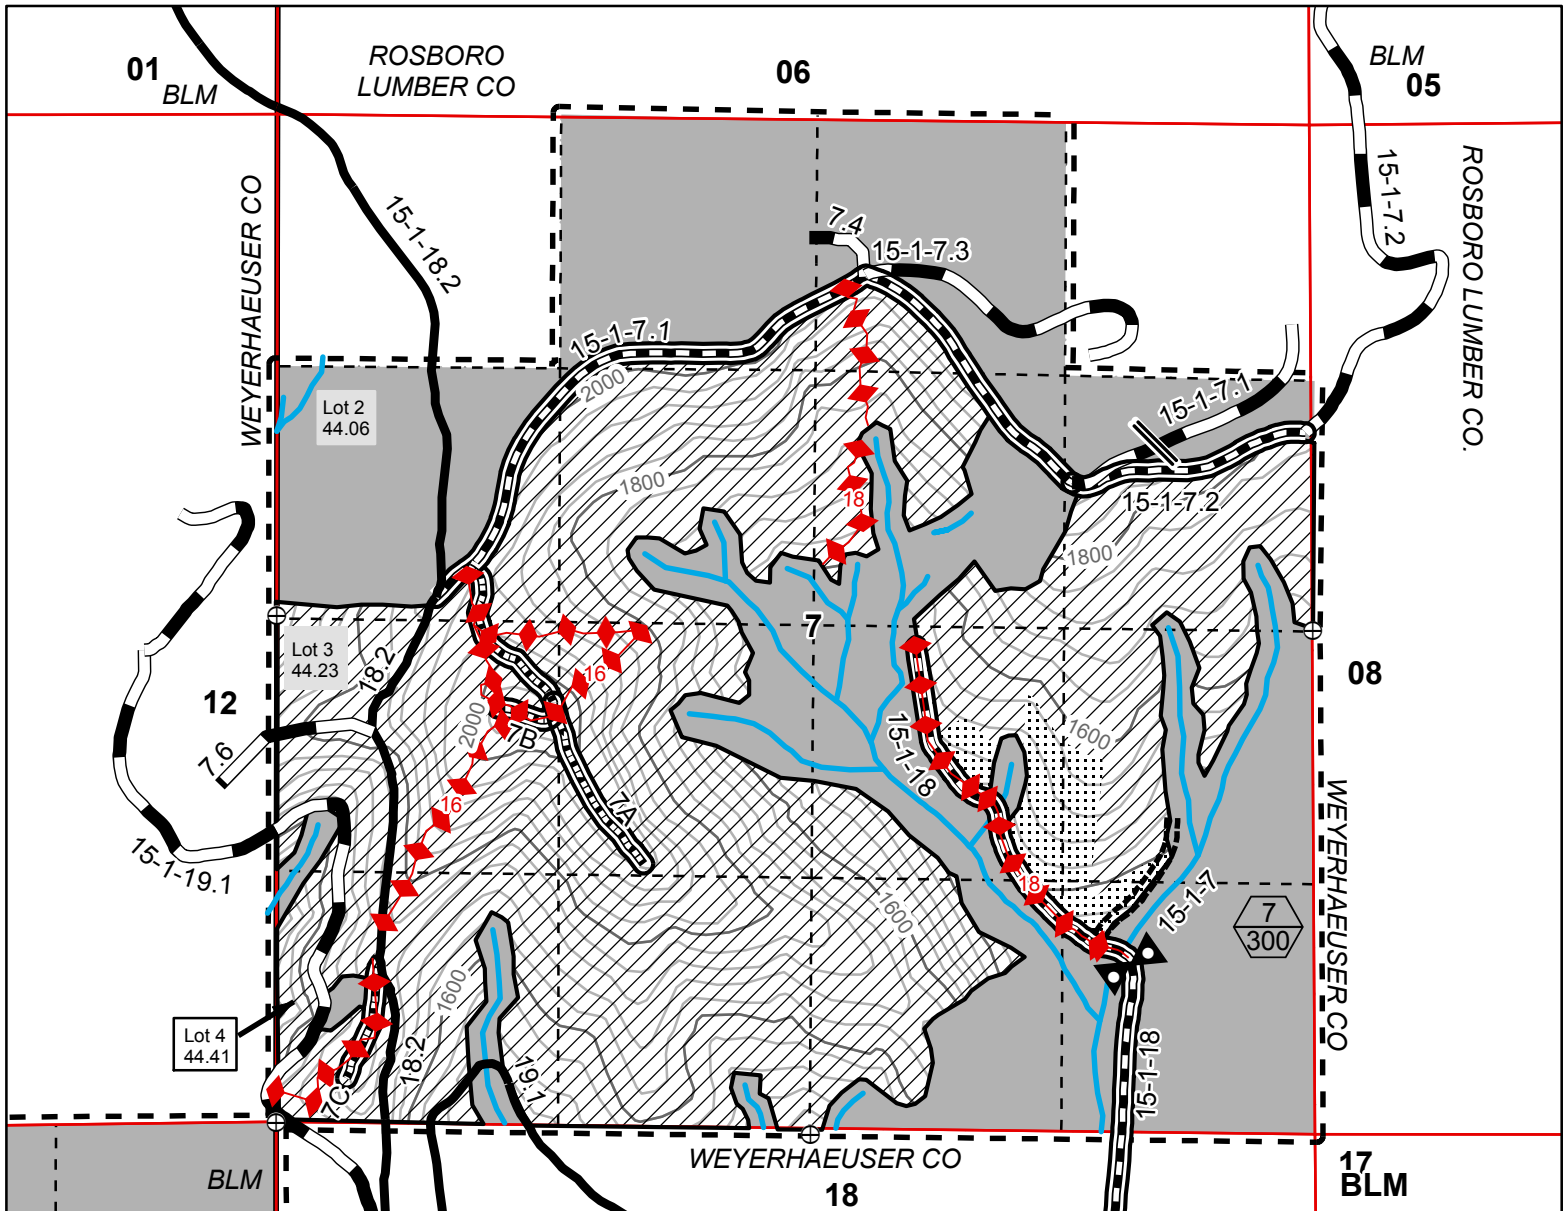 01
BLM
ROSBORO
LUMBER CO
06
BLM
05
WEYERHAEUSER CO
15-1-18.2
7.4
15-1-7.3
15-1-7.2
ROSBORO LUMBER CO.
15-1-7.1
2000
Lot 2
44.06
15-1-7.1
1800
18
15-1-7.2
1800
7
Lot 3
44.23
18.2
12
16
08
2000
7B
15-1-18
1600
7.6
16
7A
15-1-19.1
WEYERHAEUSER CO
18
1600
15-1-7
7
300
1600
Lot 4
44.41
18.2
19.1
7C
15-1-18
WEYERHAEUSER CO
BLM
18
17
BLM